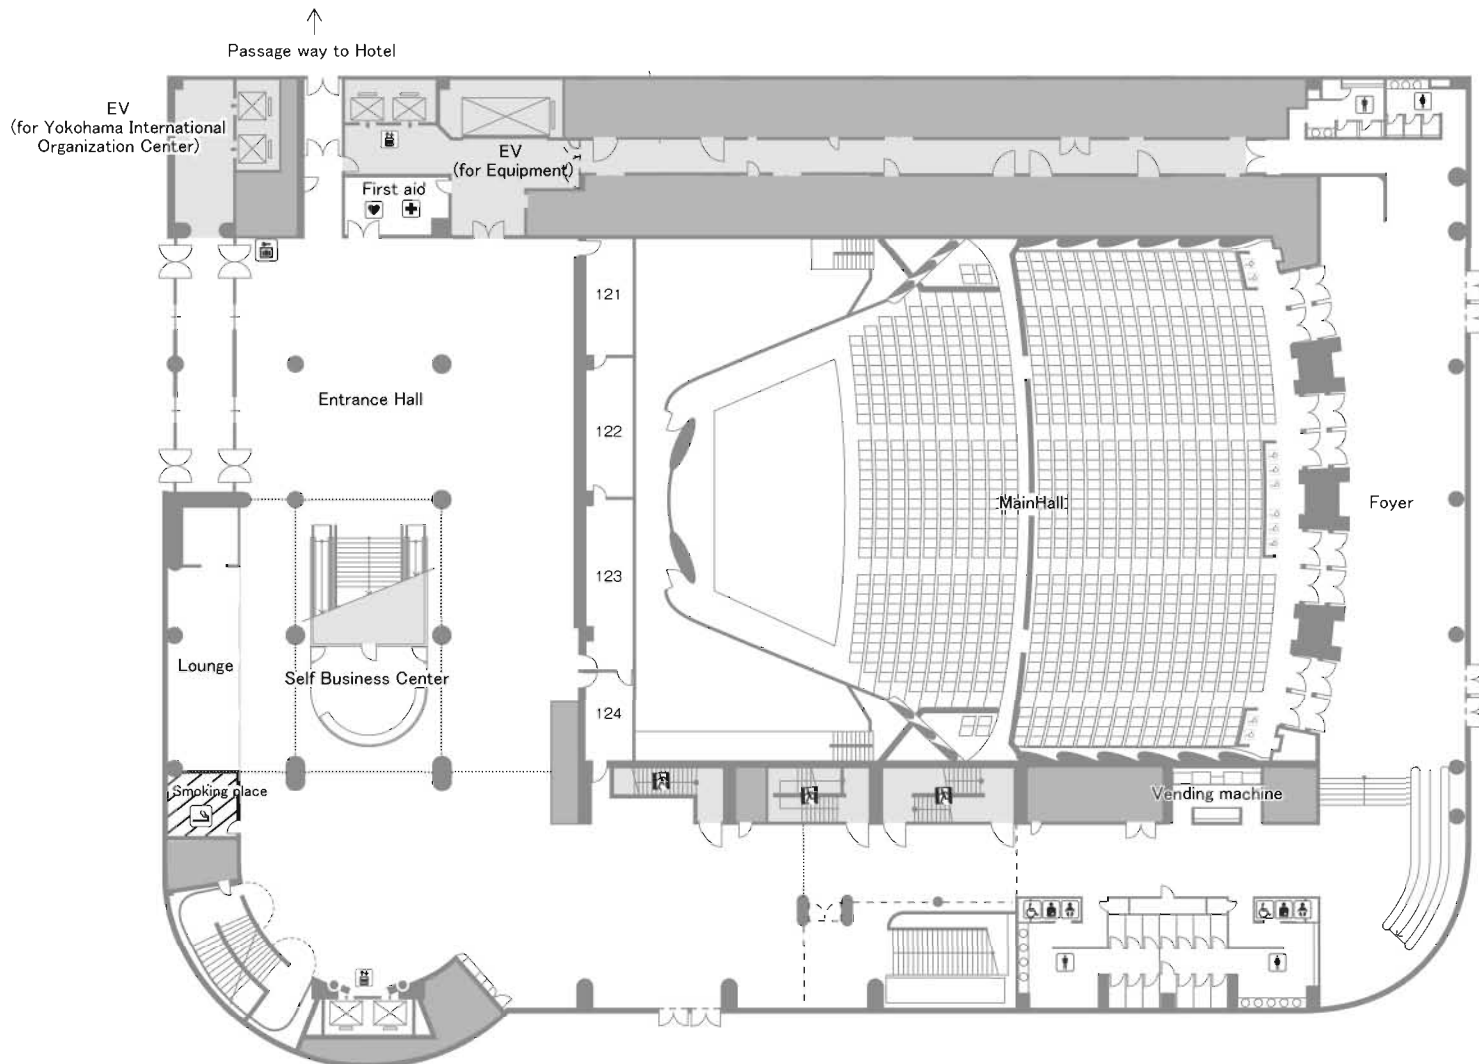 Passage way to Hotel
EV
(for Yokohama International
Organization Center)
EV
(for Equipment)
First aid
121
Entrance Hall
122
MainHall
Foyer
123
Lounge
Self Business Center
124
Smoking place
Vending machine